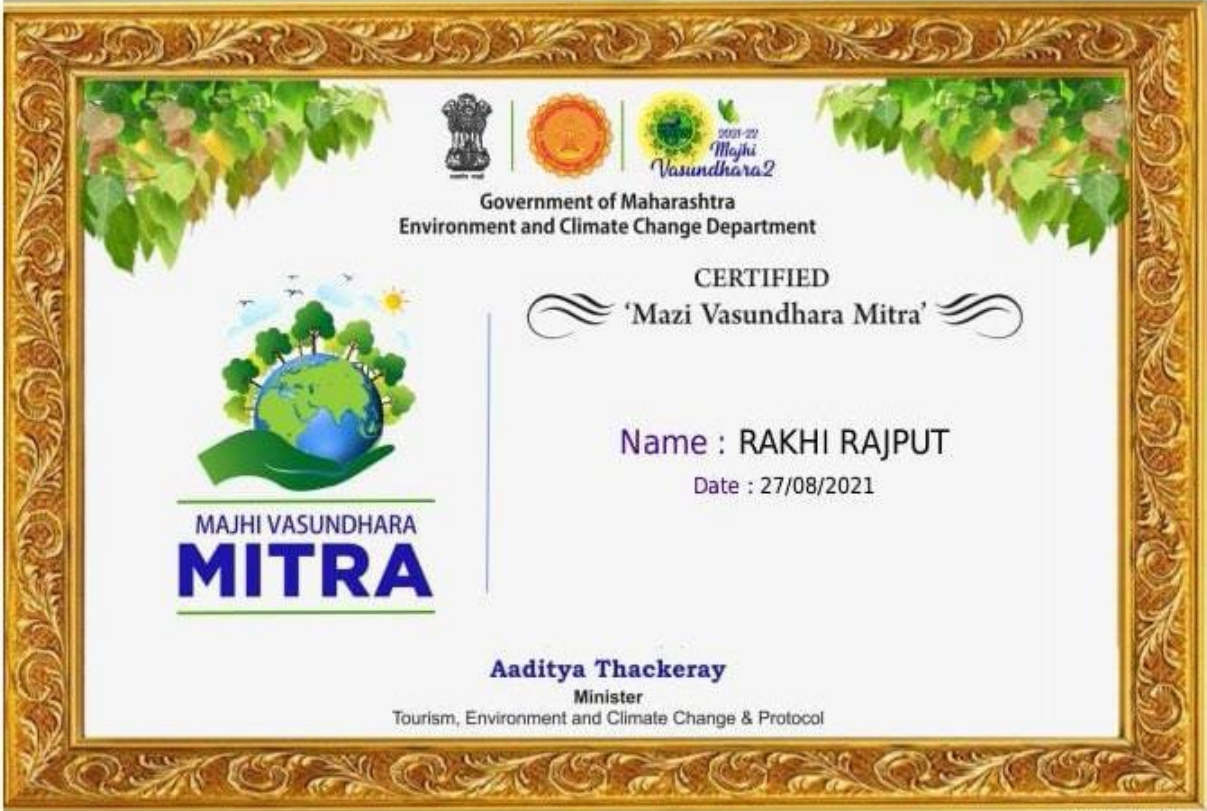 2021-22
Majhi
Vasundhara2
Government of Maharashtra
Environment and Climate Change Department
CERTIFIED
‘Mazi Vasundhara Mitra’
Name : RAKHI RAJPUT
Date : 27/08/2021
MAJHI VASUNDHARA
MITRA
Aaditya Thackeray
Minister
Tourism, Environment and Climate Change & Protocol